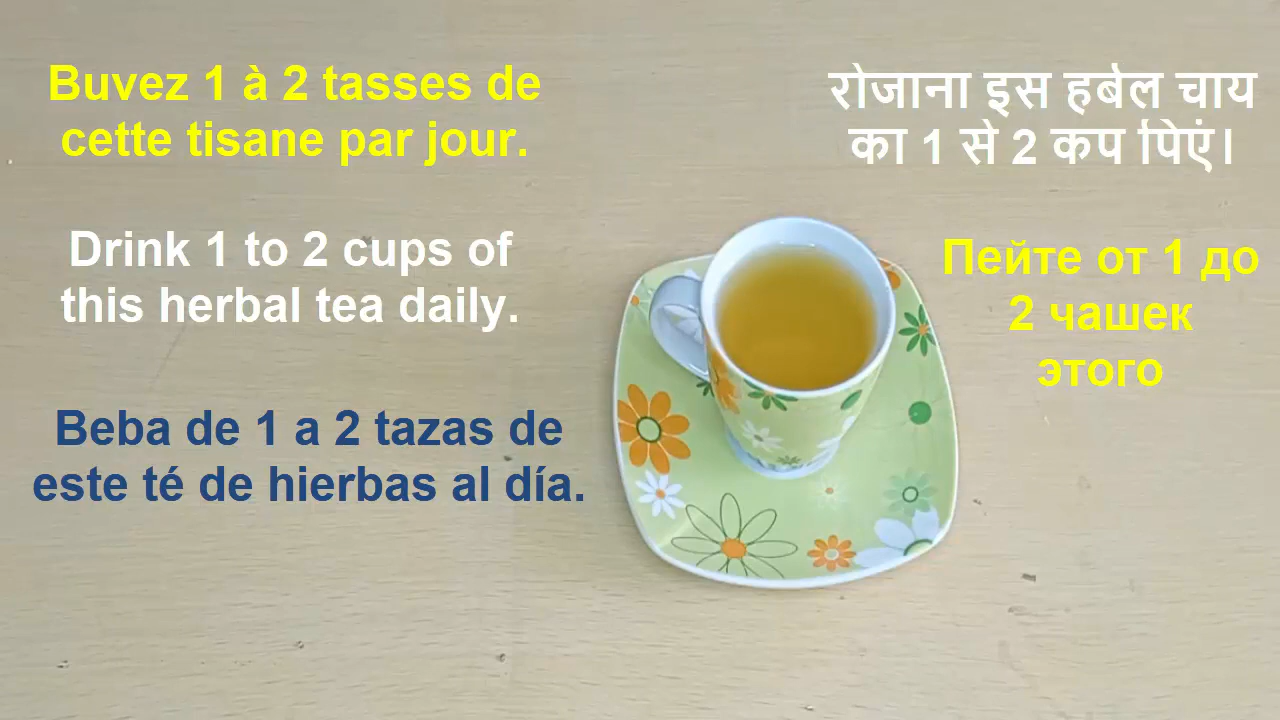 Buvez 1 à 2 tasses de
cette tisane par jour.
Drink 1 to 2 cups of
this herbal tea daily.
Beba de 1 a 2 tazas de
este té de hierbas al día.
रोजाना इस हर्बल चाय
का 1 से 2 कप पिएं।
Пейте от 1 до
2 чашек
этого